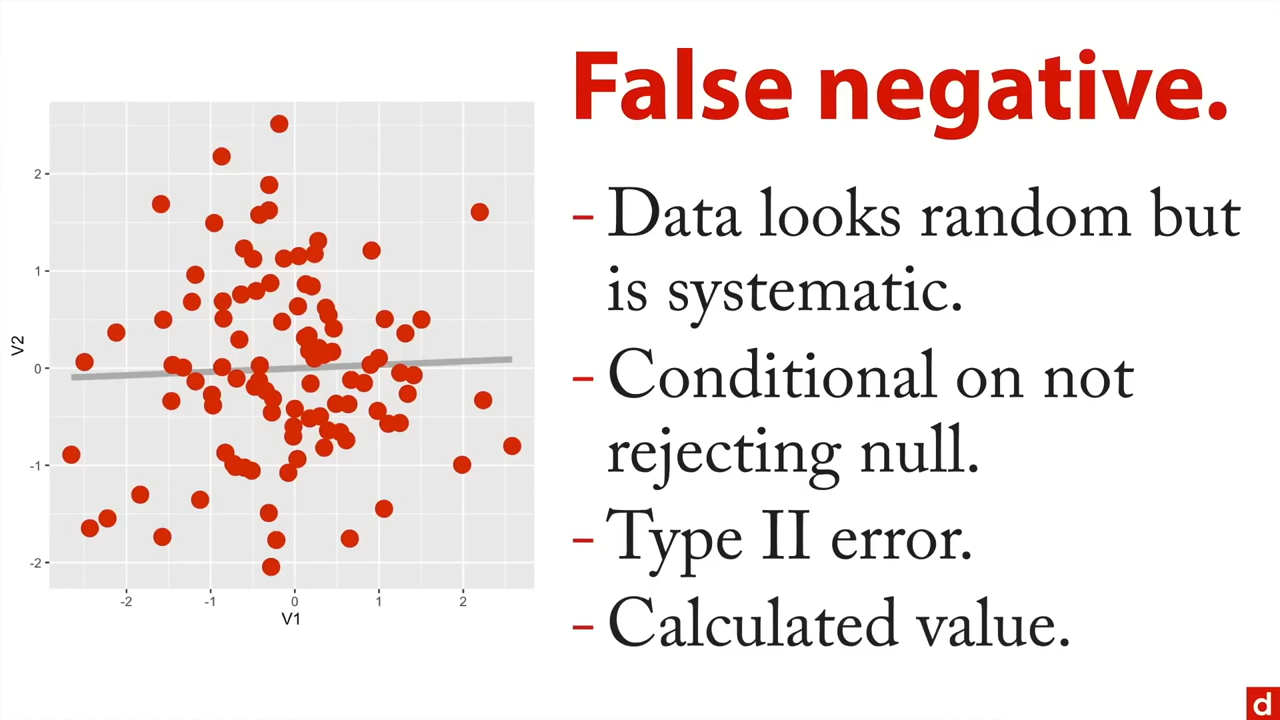 False negative.
– Data looks random but
is systematic.
– Conditional on not
rejecting null.
– Type II error.
– Calculated value.
V2
2
1
0
-1
-2
-2 -1 0 1 2
V1
d